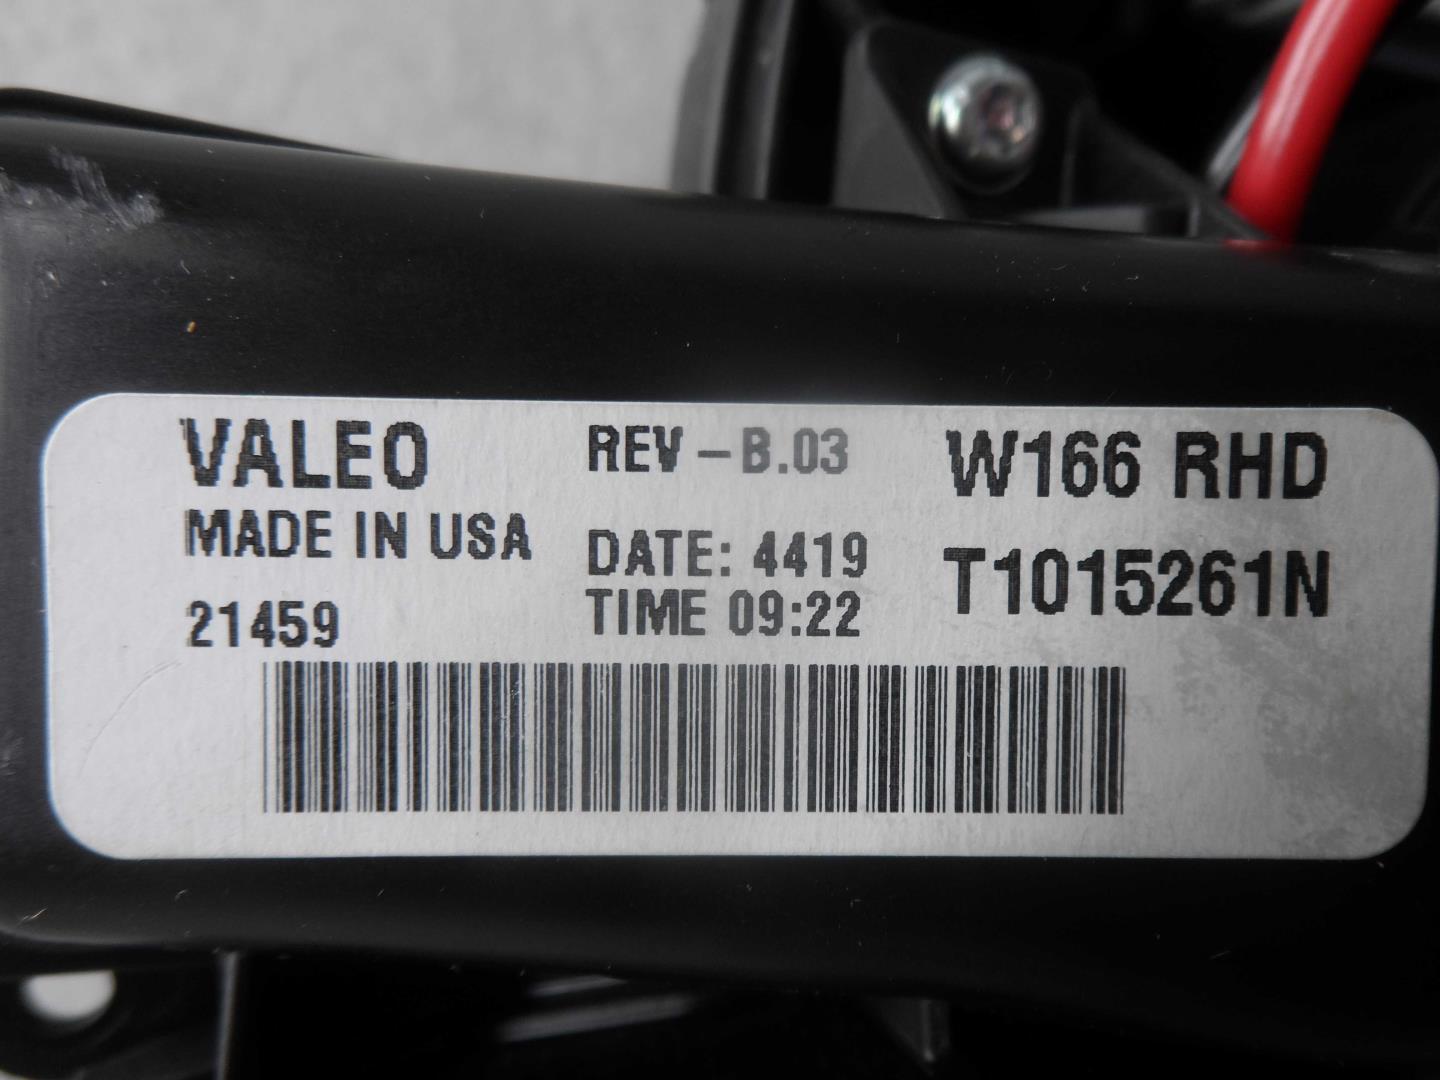 VALEO
MADE IN USA
21459
REV -B.03
DATE: 4419
TIME 09:22
W166 RHD
T1015261N